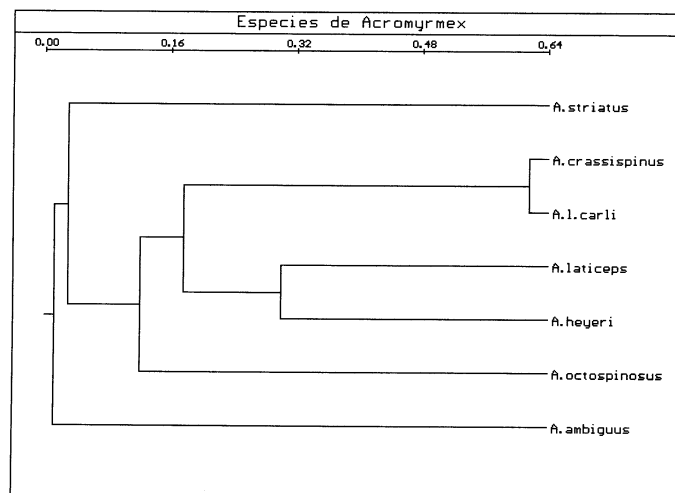 Especies de Acromyrmex
0.00 0.16 0.32 0.48 0.64
A.striatus
A.crassispinus
A.l.carli
A.laticeps
A.heyeri
A.octospinosus
A.ambiguus